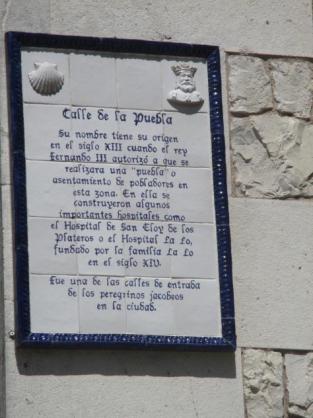 Calle de la Puebla
Su nombre tiene su origen
en el siglo XIII cuando el rey
Fernando III autorizó a que se
realizara una "puebla" o
asentamiento de pobladores en
esta zona. En ella se
construyeron algunos
importantes hospitales como
el Hospital de San Eloy de los
Plateros o el Hospital La Lo,
fundado por la familia La Lo
en el siglo XIV.
Fue una de las calles de entrada
de los peregrinos jacobeos
en la ciudad.